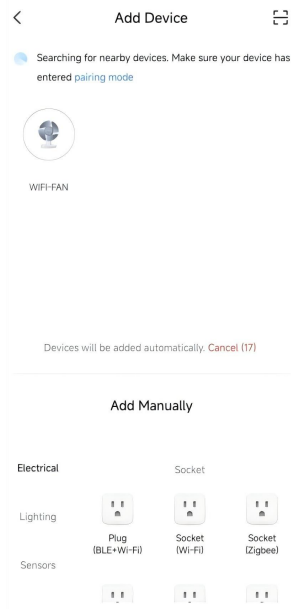 Add Device
Searching for nearby devices. Make sure your device has
entered pairing mode
WIFI-FAN
Devices will be added automatically. Cancel (17)
Add Manually
Electrical
Socket
Lighting
Plug
(BLE+Wi-Fi)
Socket
(Wi-Fi)
Socket
(Zigbee)
Sensors